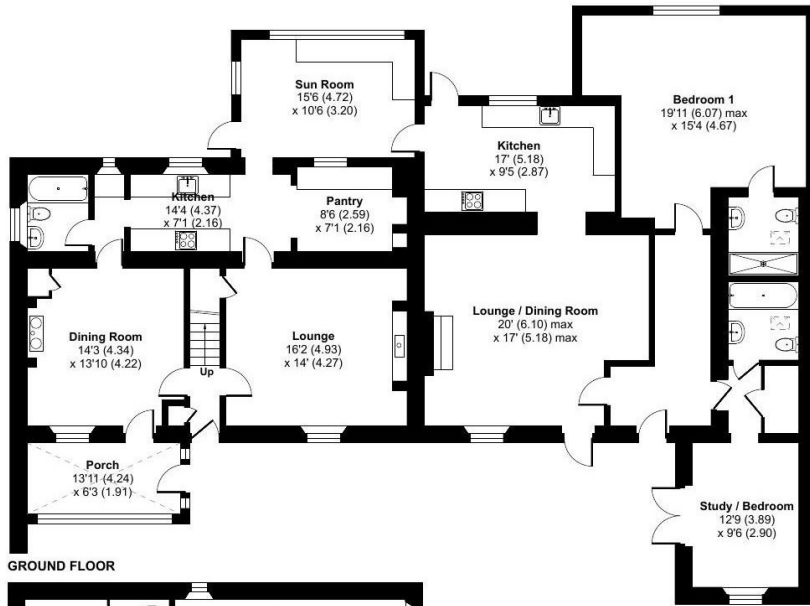 Sun Room
15'6 (4.72)
x 10'6 (3.20)
Bedroom 1
19'11 (6.07) max
x 15'4 (4.67)
Kitchen
17' (5.18)
x 9'5 (2.87)
Kitchen
14'4 (4.37)
x 7'1 (2.16)
Pantry
8'6 (2.59)
x 7'1 (2.16)
Dining Room
14'3 (4.34)
x 13'10 (4.22)
Up
Lounge
16'2 (4.93)
x 14' (4.27)
Lounge / Dining Room
20' (6.10) max
x 17' (5.18) max
Porch
13'11 (4.24)
x 6'3 (1.91)
Study / Bedroom
12'9 (3.89)
x 9'6 (2.90)
GROUND FLOOR